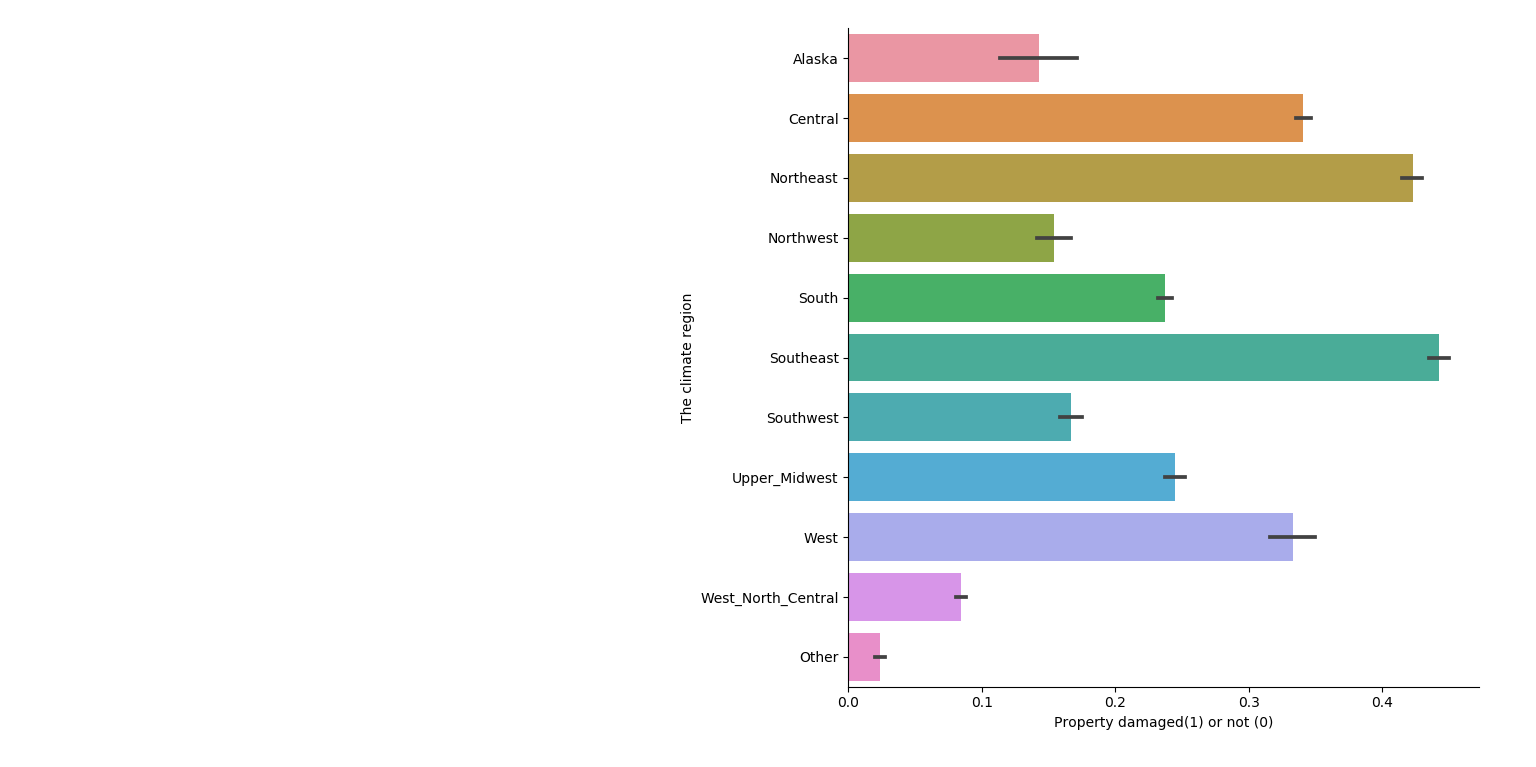 The climate region
Alaska
Central
Northeast
Northwest
South
Southeast
Southwest
Upper_Midwest
West
West_North_Central
Other
0.0 0.1 0.2 0.3 0.4
Property damaged(1) or not (0)